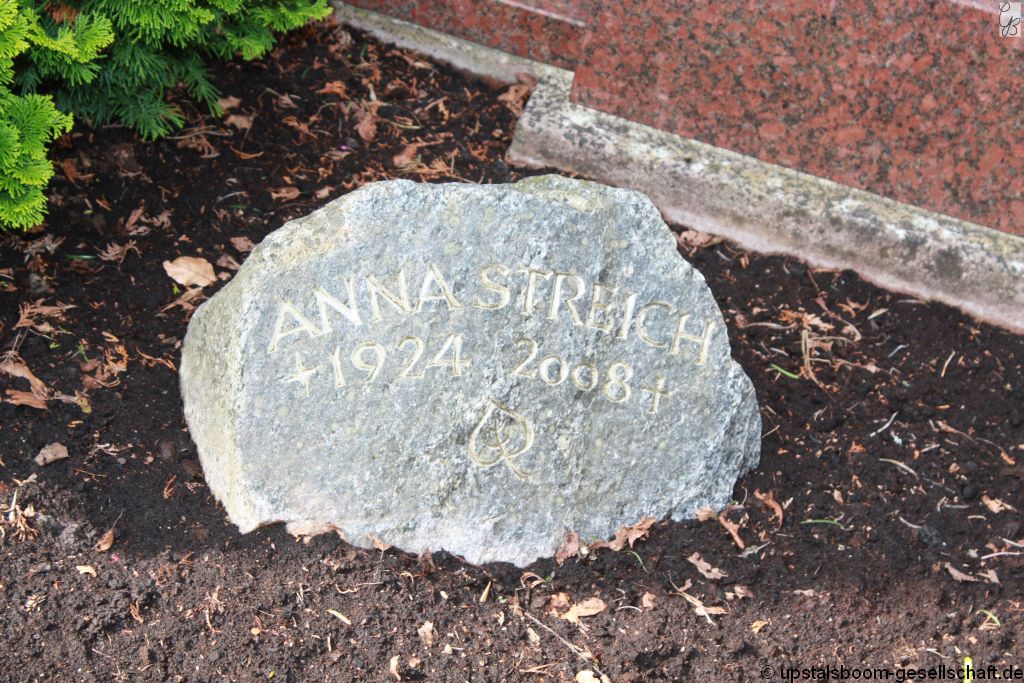 ANNA STREICH
+1924 2008+
© upstalsboom-gesellschaft.de